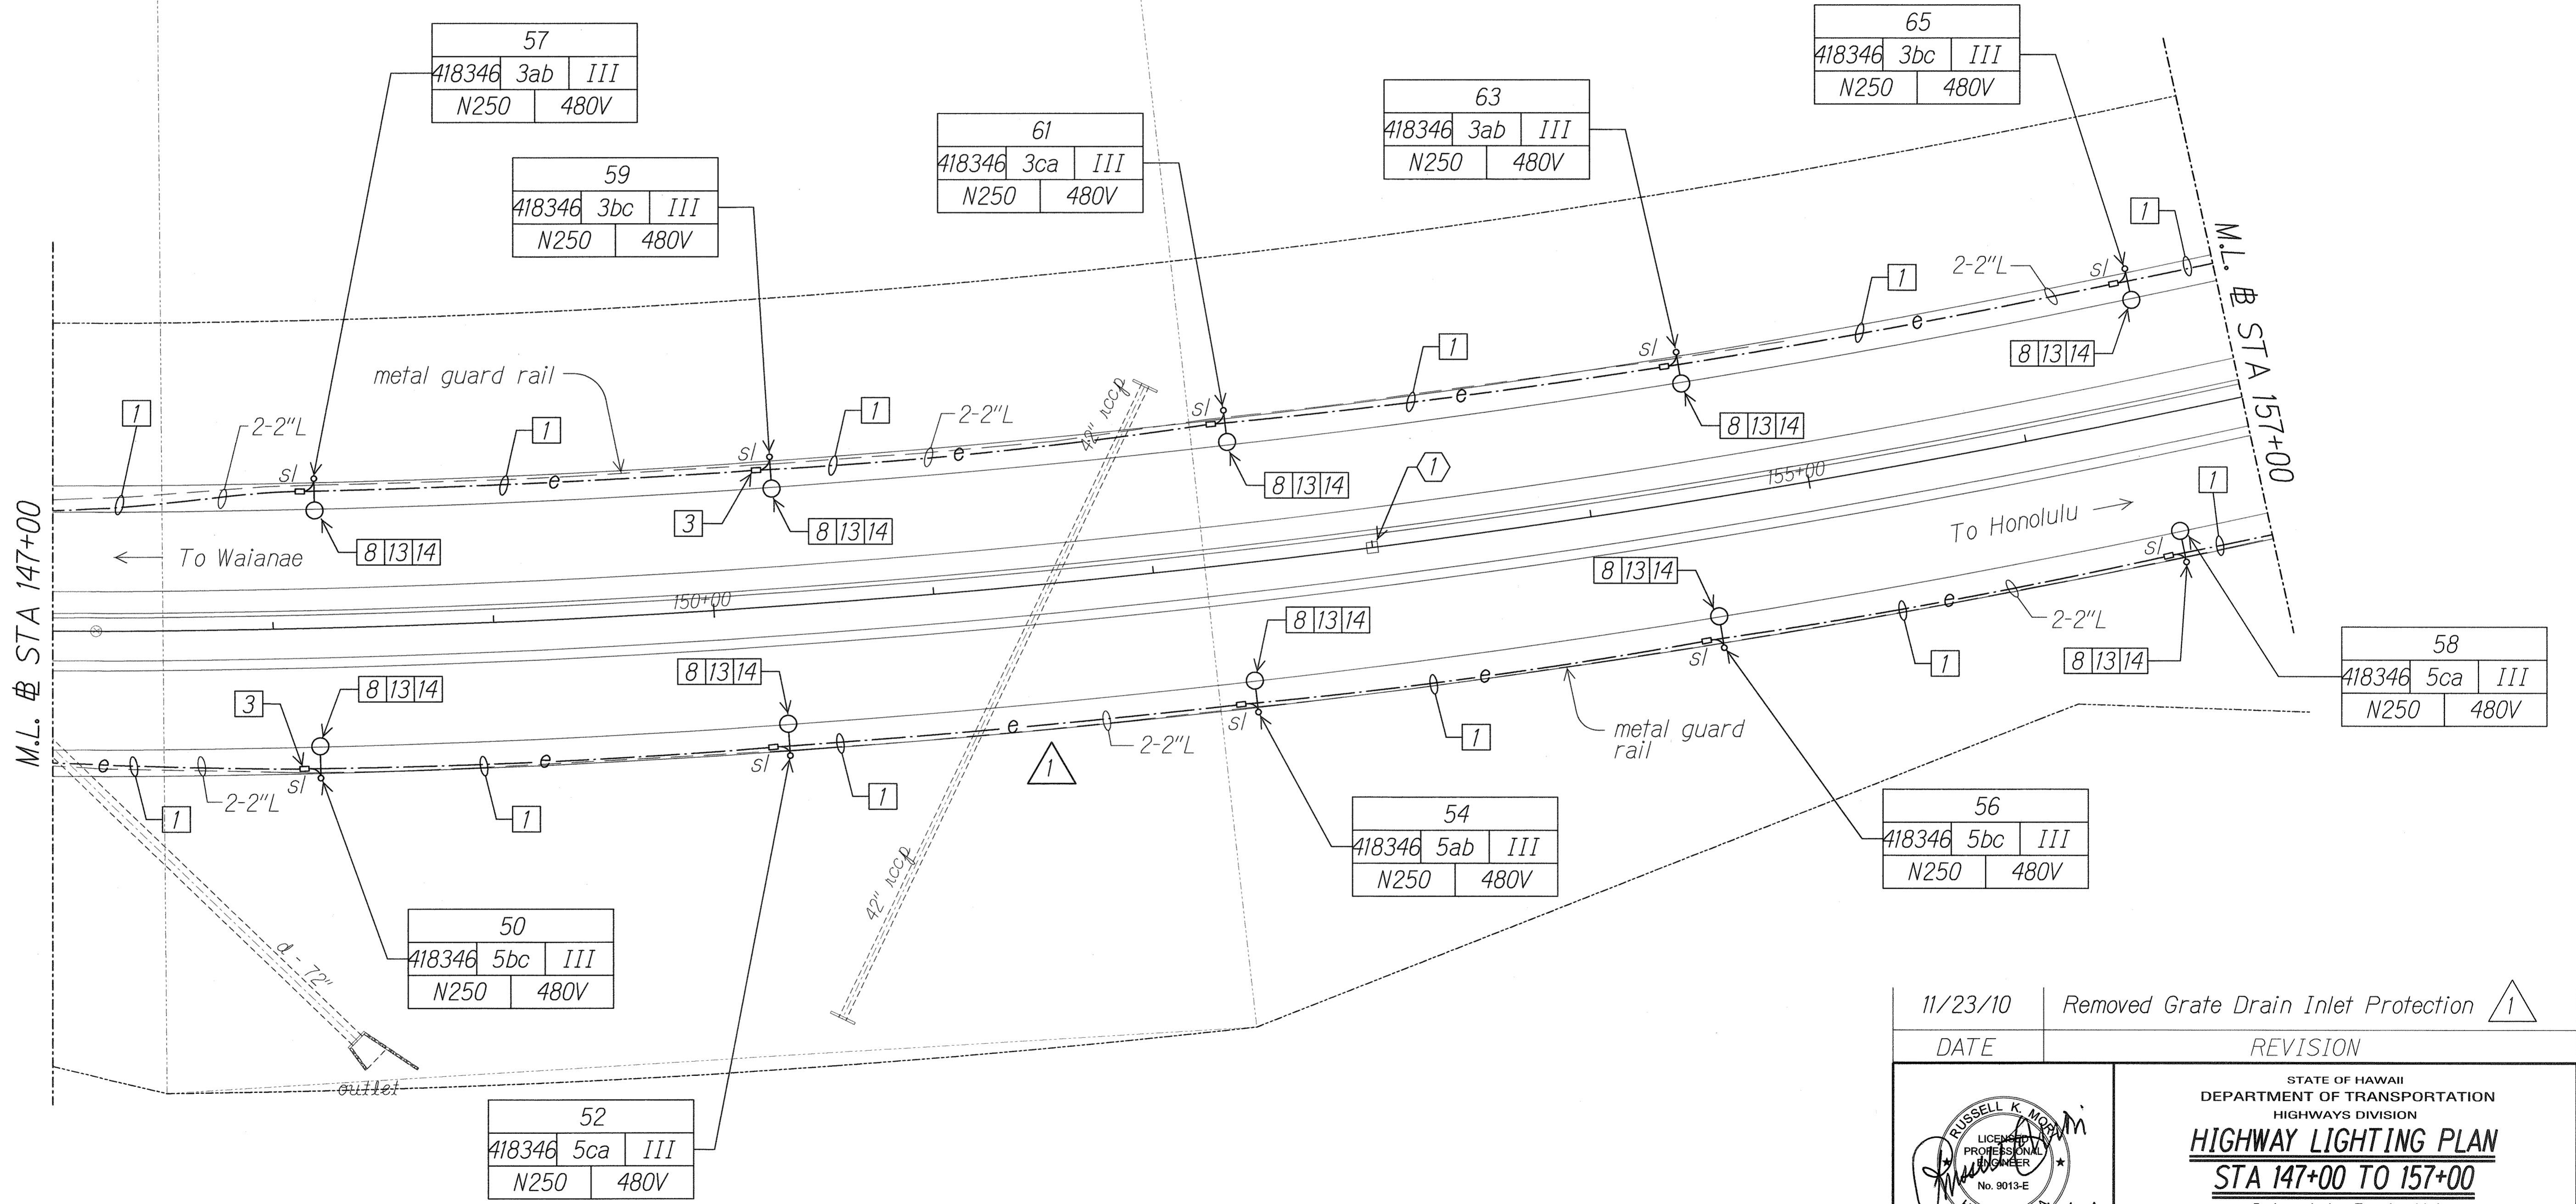 57
418346 3ab III
N250 480V
59
418346 3bc III
N250 480V
61
418346 3ca III
N250 480V
63
418346 3ab III
N250 480V
65
418346 3bc III
N250 480V
1
M.L. BL STA 157+00
2-2"L
sl
e
1
8 13 14
sl
1
e
8 13 14
metal guard rail
1
2-2"L
sl
1
e
sl
1
2-2"L
e
42" rccp
sl
8 13 14
1
3
8 13 14
8 13 14
M.L. BL STA 147+00
To Waianae
150+00
155+00
To Honolulu
1
sl
8 13 14
8 13 14
8 13 14
8 13 14
3
8 13 14
e
1
2-2"L
sl
e
1
sl
1
e
2-2"L
1
sl
e
1
metal guard rail
sl
e
1
2-2"L
8 13 14
58
418346 5ca III
N250 480V
54
418346 5ab III
N250 480V
56
418346 5bc III
N250 480V
42" rccp
50
418346 5bc III
N250 480V
d - 72"
outlet
52
418346 5ca III
N250 480V
11/23/10 Removed Grate Drain Inlet Protection 1
DATE REVISION
RUSSELL K. MORI
LICENSED
PROFESSIONAL
ENGINEER
No. 9013-E
STATE OF HAWAII
DEPARTMENT OF TRANSPORTATION
HIGHWAYS DIVISION
HIGHWAY LIGHTING PLAN
STA 147+00 TO 157+00